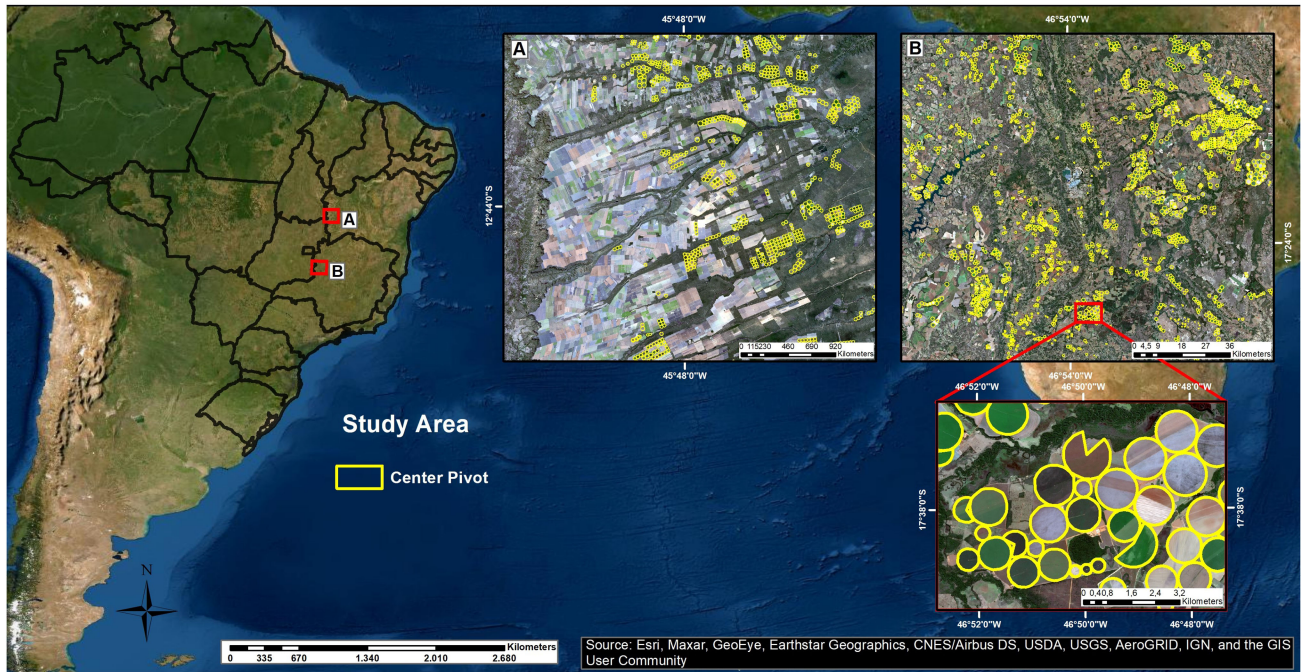 45°48'0"W
46°54'0"W
A
B
12°44'0"S
17°24'0"S
A
B
0 115230 460 690 920
Kilometers
0 4,5 9 18 27 36
Kilometers
45°48'0"W
46°54'0"W
46°52'0"W 46°50'0"W 46°48'0"W
Study Area
Center Pivot
17°38'0"S
17°38'0"S
0 0,40,8 1,6 2,4 3,2
Kilometers
46°52'0"W 46°50'0"W 46°48'0"W
N
Kilometers
0 335 670 1.340 2.010 2.680
Source: Esri, Maxar, GeoEye, Earthstar Geographics, CNES/Airbus DS, USDA, USGS, AeroGRID, IGN, and the GIS
User Community